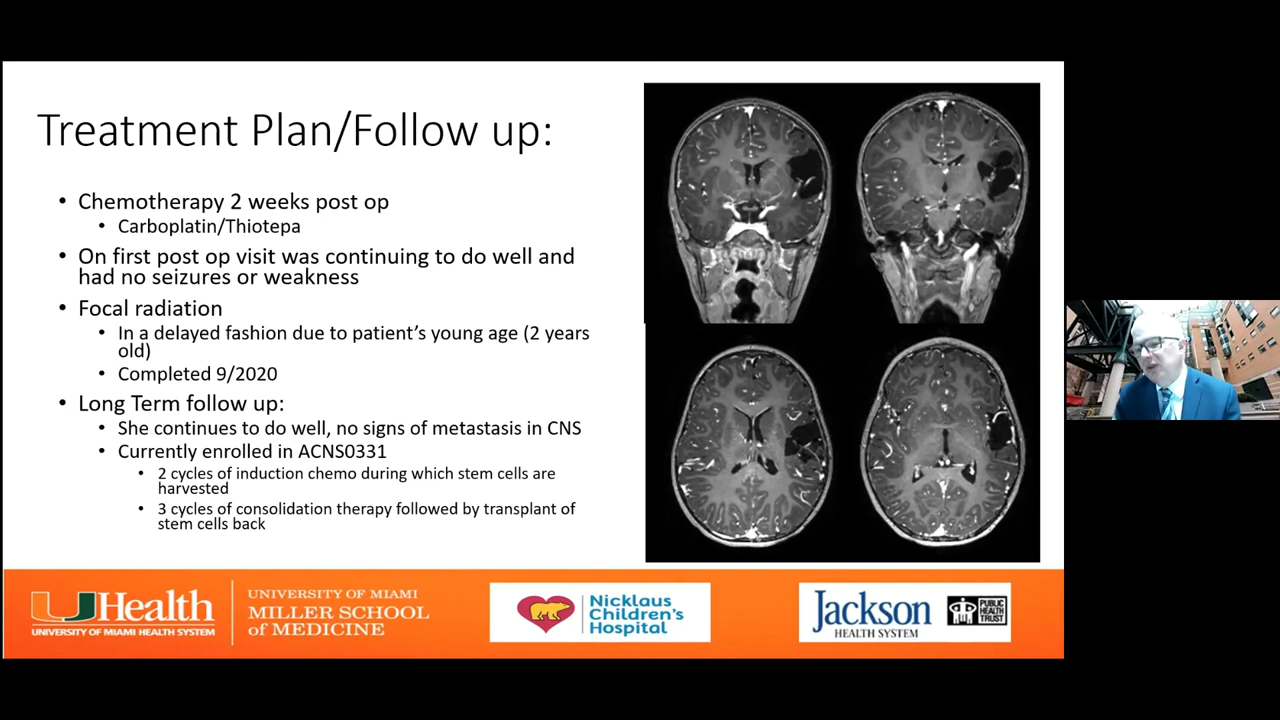 Treatment Plan/Follow up:
• Chemotherapy 2 weeks post op
• Carboplatin/Thiotepa
• On first post op visit was continuing to do well and
had no seizures or weakness
• Focal radiation
• In a delayed fashion due to patient's young age (2 years
old)
• Completed 9/2020
• Long Term follow up:
• She continues to do well, no signs of metastasis in CNS
• Currently enrolled in ACNS0331
• 2 cycles of induction chemo during which stem cells are
harvested
• 3 cycles of consolidation therapy followed by transplant of
stem cells back
UHealth
UNIVERSITY OF MIAMI HEALTH SYSTEM
UNIVERSITY OF MIAMI
MILLER SCHOOL
of MEDICINE
Nicklaus
Children's
Hospital
Jackson
HEALTH SYSTEM
PUBLIC
HEALTH
TRUST